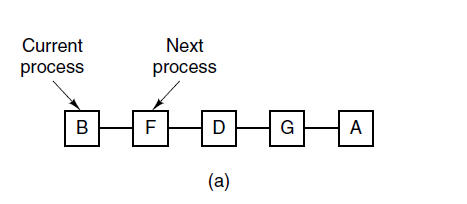 Current
process
Next
process
B F D G A
(a)